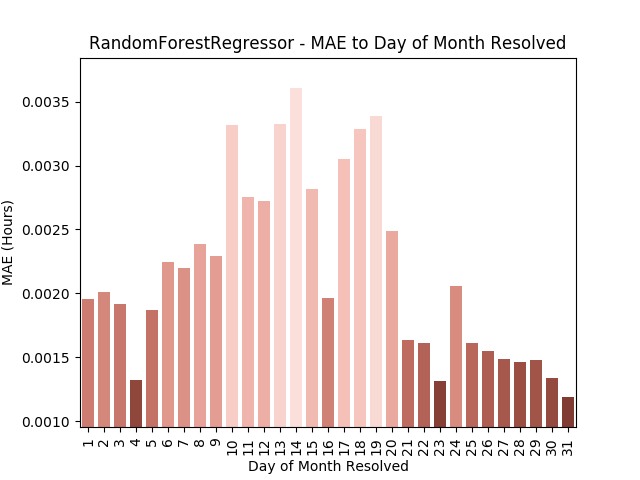 RandomForestRegressor - MAE to Day of Month Resolved
MAE (Hours)
0.0035
0.0030
0.0025
0.0020
0.0015
0.0010
1 2 3 4 5 6 7 8 9 10 11 12 13 14 15 16 17 18 19 20 21 22 23 24 25 26 27 28 29 30 31
Day of Month Resolved